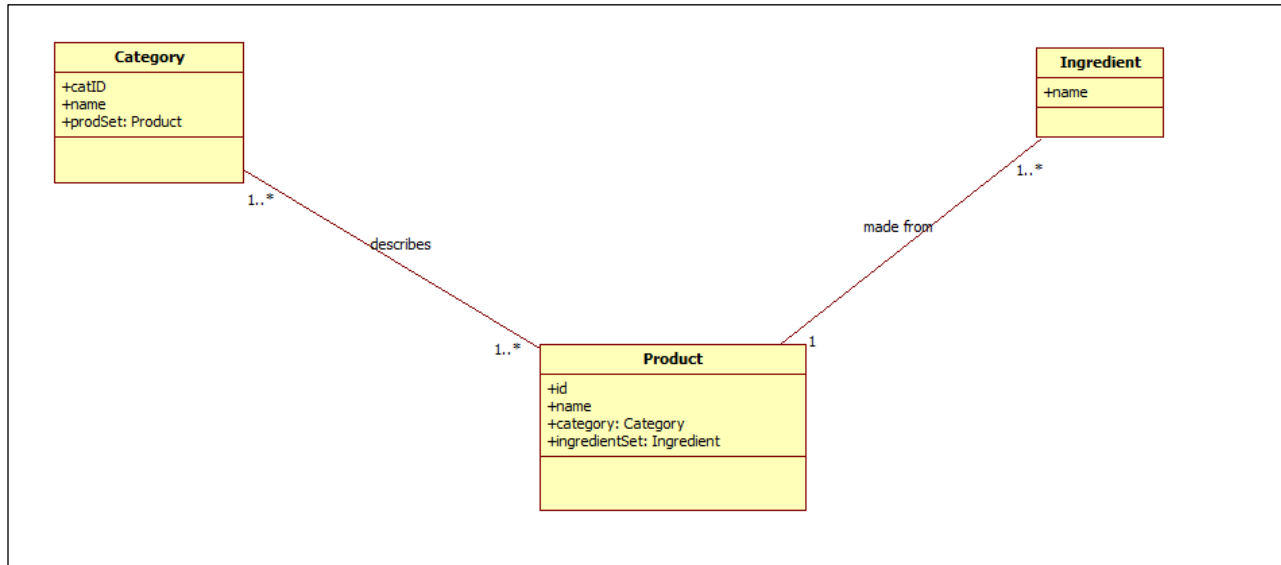 Category
+catID
+name
+prodSet: Product
1..*
describes
1..*
Ingredient
+name
1..*
made from
1
Product
+id
+name
+category: Category
+ingredientSet: Ingredient